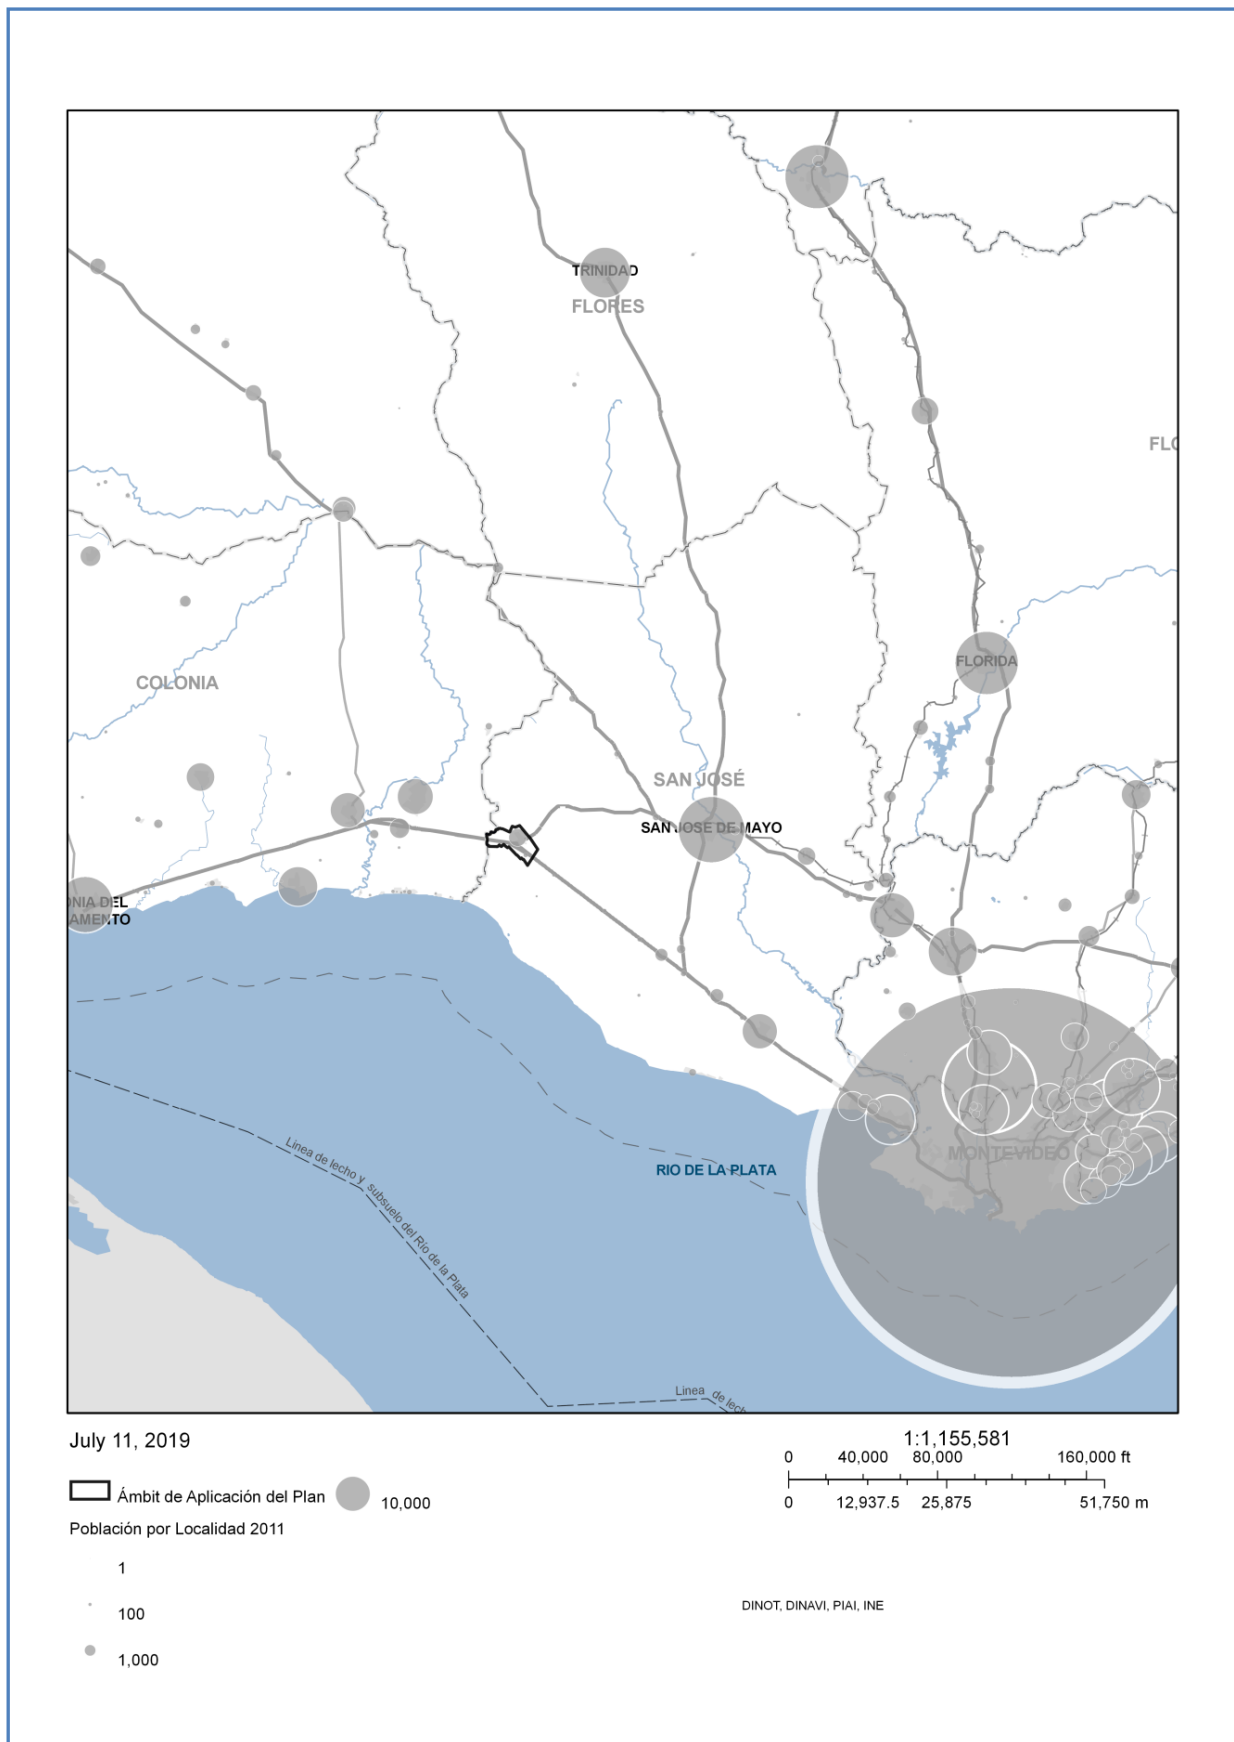 TRINIDAD
FLORES
FLO
FLORIDA
COLONIA
SAN JOSÉ
SAN JOSE DE MAYO
ONIA DEL
AMENTO
MONTEVIDEO
RIO DE LA PLATA
Linea de lecho y subsuelo del Río de la Plata
Linea de lech
July 11, 2019
1:1,155,581
0 40,000 80,000 160,000 ft
0 12,937.5 25,875 51,750 m
Ámbit de Aplicación del Plan
10,000
Población por Localidad 2011
1
100
1,000
DINOT, DINAVI, PIAI, INE